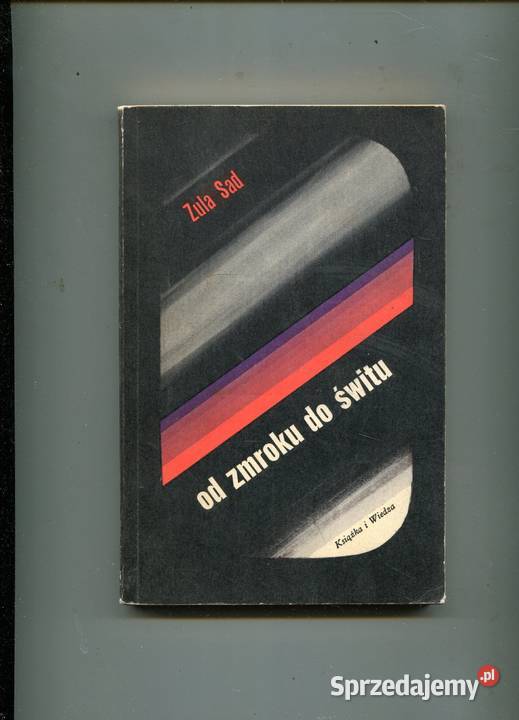 Zula Sad
od zmroku do świtu
Książka i Wiedza
Sprzedajemy.pl